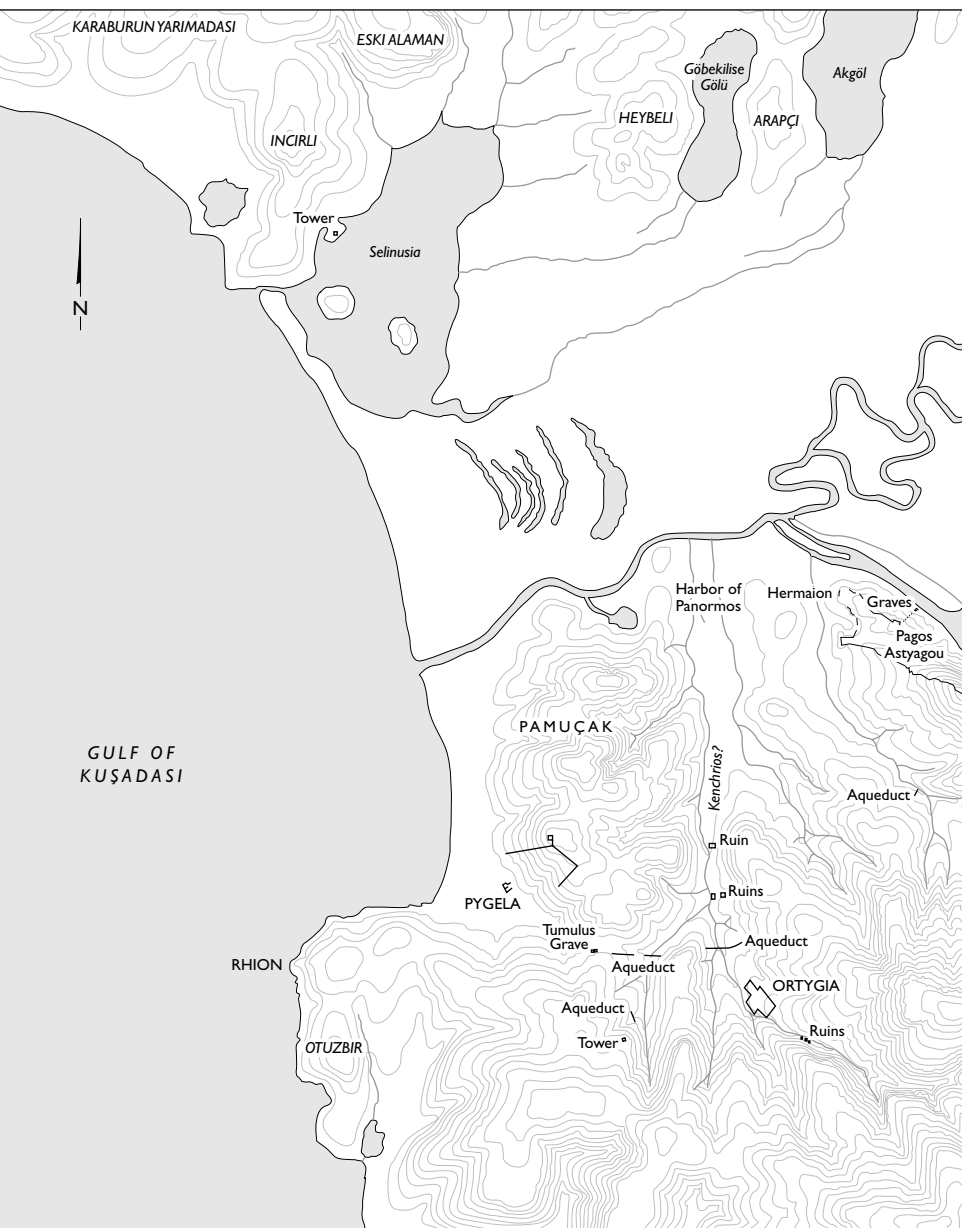 KARABURUN YARIMADASI
ESKI ALAMAN
Göbekilise
Gölü
Akgöl
HEYBELI
ARAPÇI
INCIRLI
Tower
Selinusia
N
Harbor of
Panormos
Hermaion
Graves
Pagos
Astyagou
PAMUÇAK
GULF OF
KUŞADASI
Kenchrios?
Aqueduct
Ruin
Ruins
PYGELA
Tumulus
Grave
Aqueduct
Aqueduct
RHION
ORTYGIA
Aqueduct
Ruins
Tower
OTUZBIR